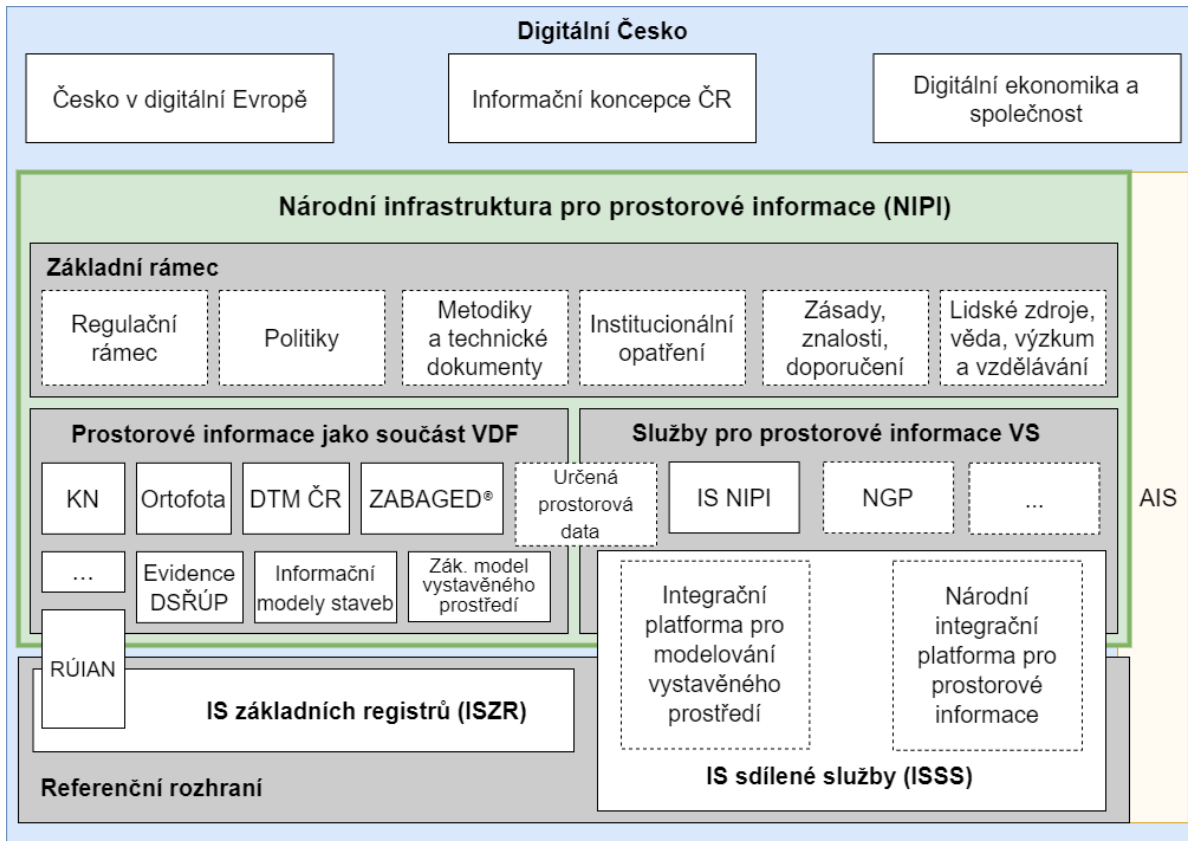 Digitální Česko
Česko v digitální Evropě
Informační koncepce ČR
Digitální ekonomika a
společnost
Národní infrastruktura pro prostorové informace (NIPI)
Základní rámec
Regulační
rámec
Politiky
Metodiky
a technické
dokumenty
Institucionální
opatření
Zásady,
znalosti,
doporučení
Lidské zdroje,
věda, výzkum
a vzdělávání
Prostorové informace jako součást VDF
KN
Ortofota
DTM ČR
ZABAGED®
Určená
prostorová
data
...
Evidence
DSŘÚP
Informační
modely staveb
Zák. model
vystavěného
prostředí
RÚIAN
Služby pro prostorové informace VS
IS NIPI
NGP
...
AIS
Integrační
platforma pro
modelování
vystavěného
prostředí
Národní
integrační
platforma pro
prostorové
informace
IS základních registrů (ISZR)
IS sdílené služby (ISSS)
Referenční rozhraní